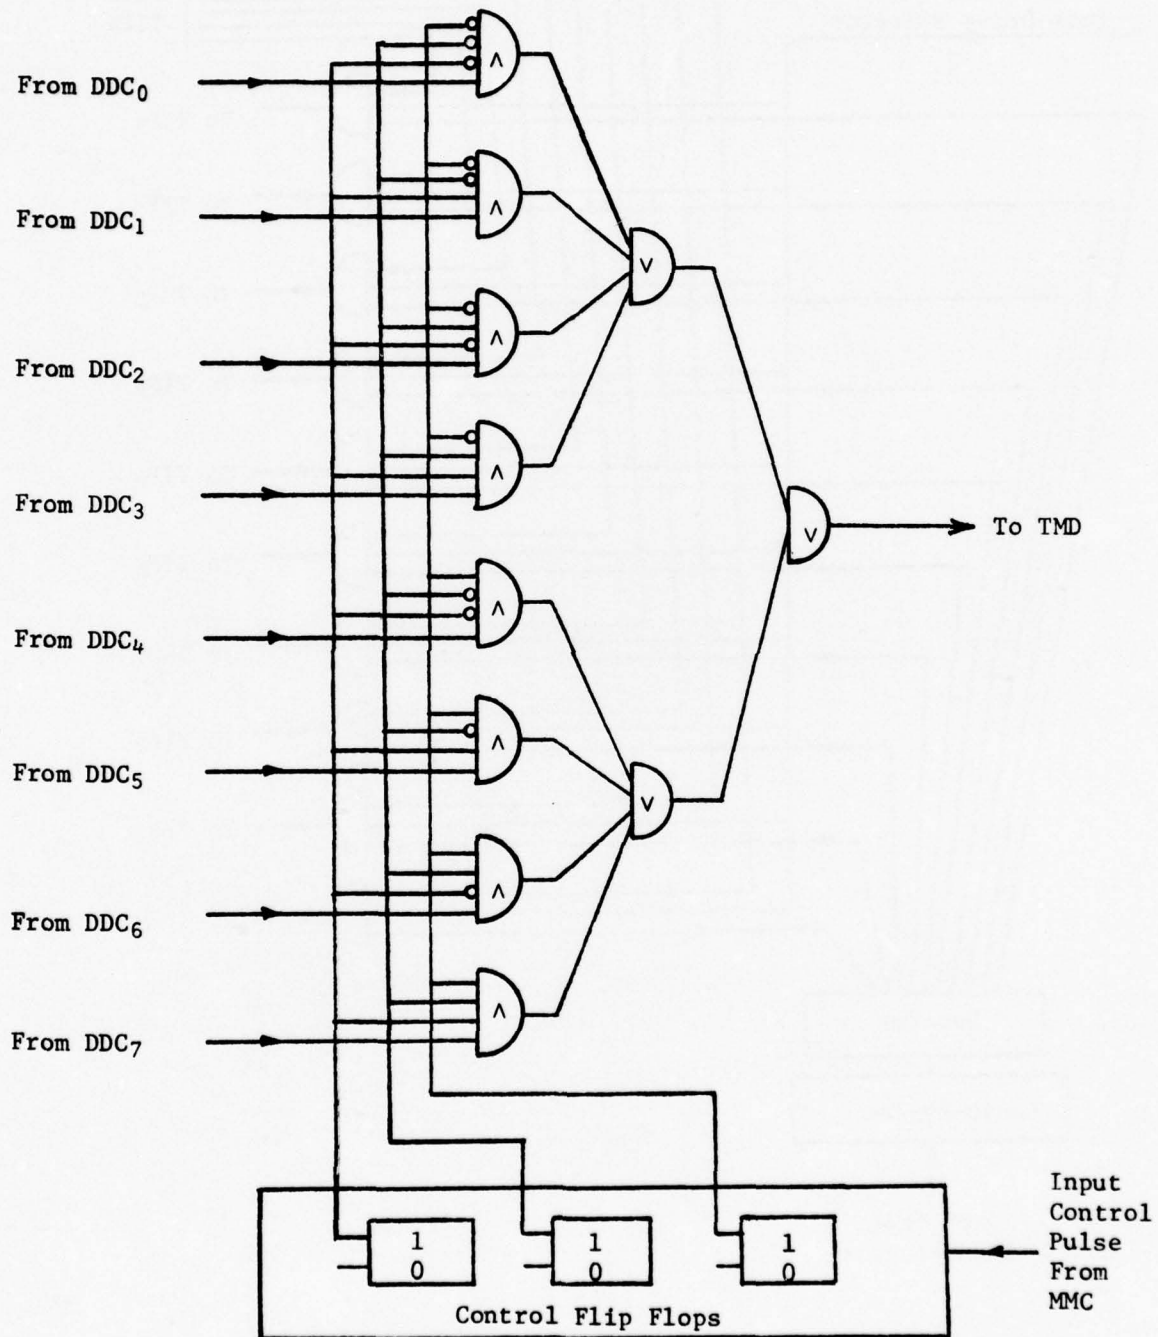 From DDC0
∧
From DDC1
∧
∨
From DDC2
∧
From DDC3
∧
∨
To TMD
From DDC4
∧
From DDC5
∧
∨
From DDC6
∧
From DDC7
∧
Input
Control
Pulse
From
MMC
1
0
1
0
1
0
Control Flip Flops